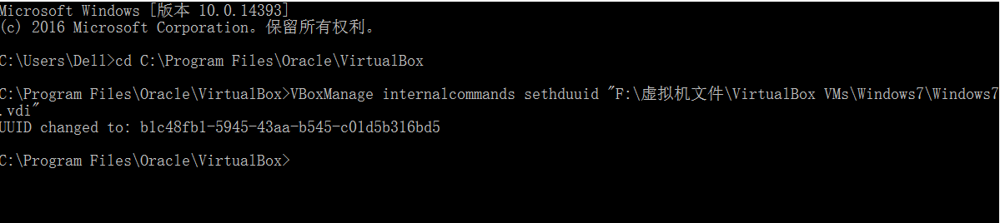 Microsoft Windows [版本 10.0.14393]
(c) 2016 Microsoft Corporation。保留所有权利。
C:\Users\Dell>cd C:\Program Files\Oracle\VirtualBox
C:\Program Files\Oracle\VirtualBox>VBoxManage internalcommands sethduuid "F:\虚拟机文件\VirtualBox VMs\Windows7\Windows7
.vdi"
UUID changed to: b1c48fb1-5945-43aa-b545-c01d5b316bd5
C:\Program Files\Oracle\VirtualBox>